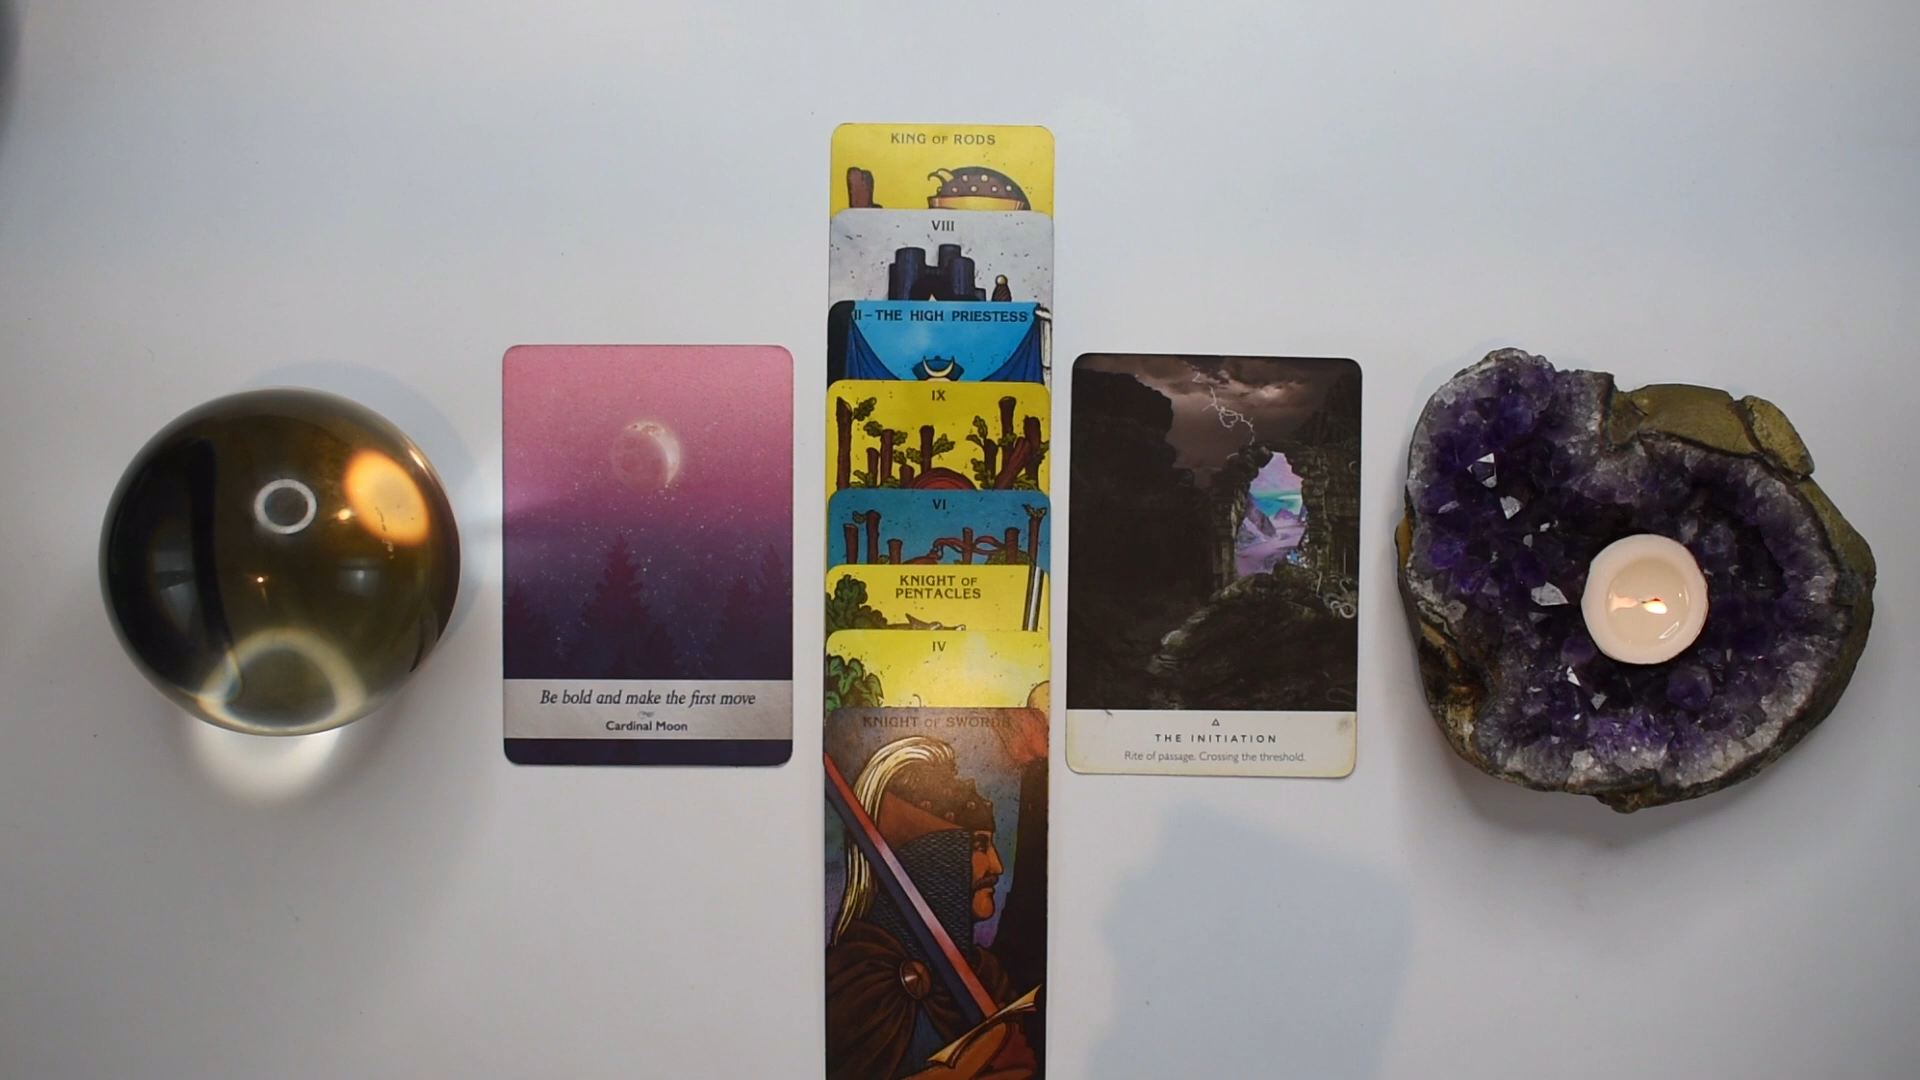 KING OF RODS
VIII
II – THE HIGH PRIESTESS
IX
VI
KNIGHT OF
PENTACLES
IV
KNIGHT OF SWORDS
Be bold and make the first move
Cardinal Moon
THE INITIATION
Rite of passage. Crossing the threshold.